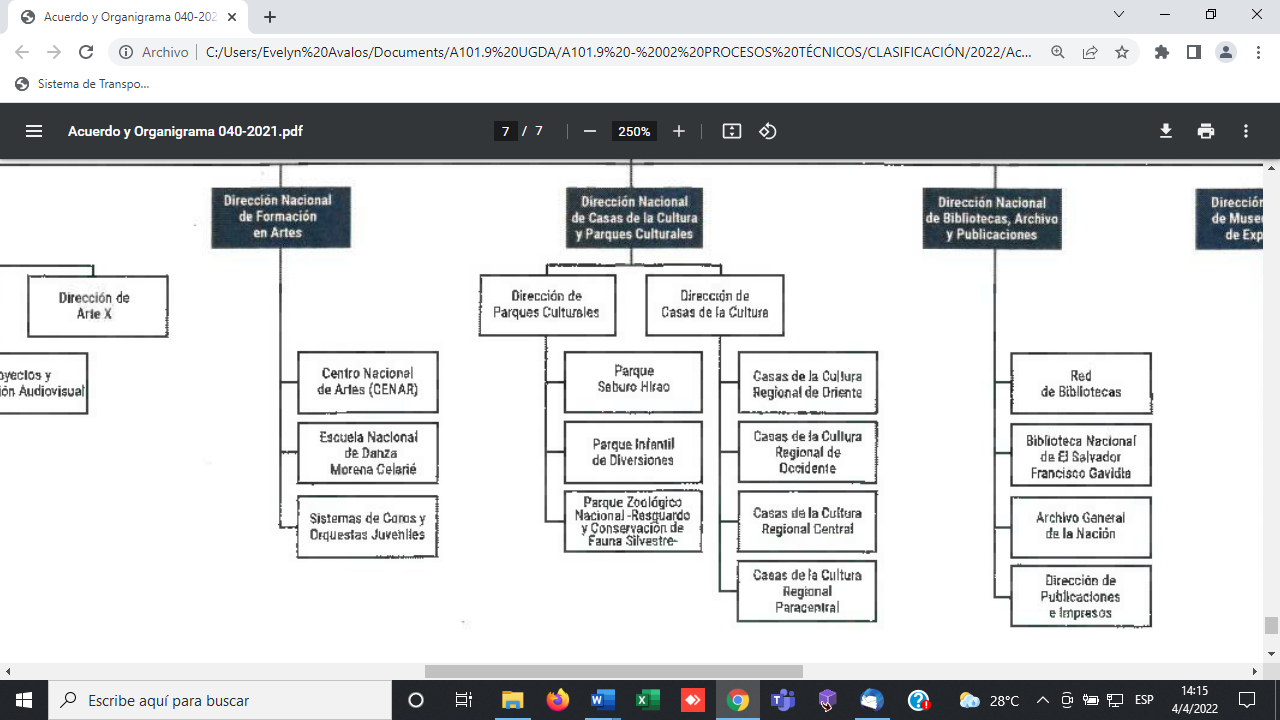 Acuerdo y Organigrama 040-202
Archivo
C:/Users/Evelyn%20Avalos/Documents/A101.9%20UGDA/A101.9%20-%2002%20PROCESOS%20TÉCNICOS/CLASIFICACIÓN/2022/Ac...
Sistema de Transpo...
Acuerdo y Organigrama 040-2021.pdf
7 / 7
250%
Dirección Nacional
de Formación
en Artes
Dirección Nacional
de Casas de la Cultura
y Parques Culturales
Dirección Nacional
de Bibliotecas, Archivo
y Publicaciones
Dirección
de Muse
de Exp
Dirección de
Arte X
Dirección de
Parques Culturales
Dirección de
Casas de la Cultura
oyectos y
ión Audiovisual
Centro Nacional
de Artes (CENAR)
Escuela Nacional
de Danza
Morena Celarié
Sistemas de Coros y
Orquestas Juveniles
Parque
Saburo Hirao
Parque Infantil
de Diversiones
Parque Zoológico
Nacional -Resguardo
y Conservación de
Fauna Silvestre-
Casas de la Cultura
Regional de Oriente
Casas de la Cultura
Regional de
Occidente
Casas de la Cultura
Regional Central
Casas de la Cultura
Regional
Paracentral
Red
de Bibliotecas
Biblioteca Nacional
de El Salvador
Francisco Gavidia
Archivo General
de la Nación
Dirección de
Publicaciones
e Impresos
Escribe aquí para buscar
28°C
ESP
14:15
4/4/2022